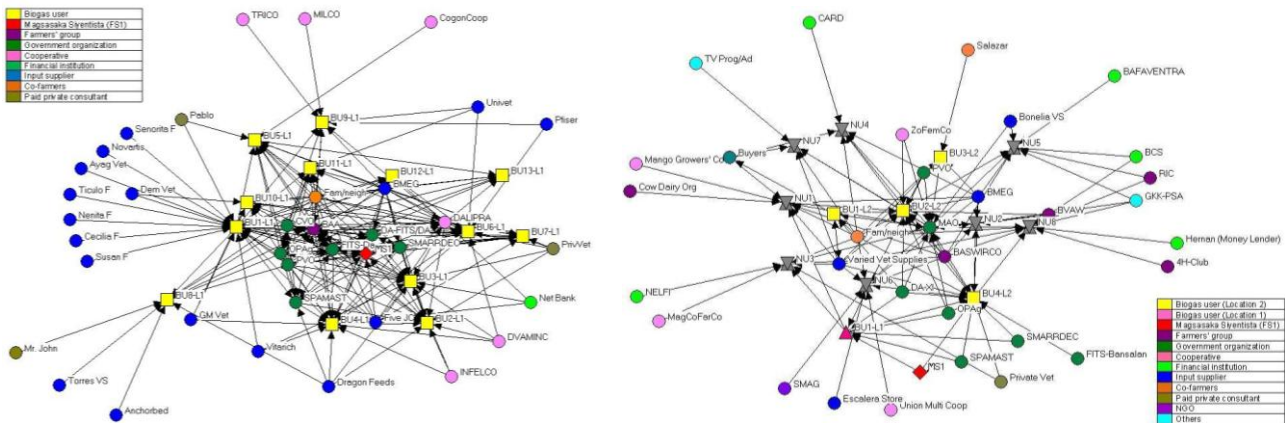 Biogas user
Magsasaka Siyentista (FS1)
Farmers' group
Government organization
Cooperative
Financial institution
Input supplier
Co-farmers
Paid private consultant
TRICO
MILCO
CogonCoop
Pablo
Univet
Pfiser
Senorita F
Novartis
Ayag Vet
Ticulo F
Dem Vet
Nenita F
Cecilia F
Susan F
BU9-L1
BU5-L1
BU11-L1
BU12-L1
BMEG
BU13-L1
BU10-L1
Fam/neigh
BU1-L1
DALIPRA
BU6-L1
BU7-L1
PrivVet
SMARRDEC
BU3-L1
BU8-L1
SPAMAST
Net Bank
GM Vet
BU4-L1
Five JC
BU2-L1
Vitarich
DVAMINC
Mr. John
INFELCO
Torres VS
Dragon Feeds
Anchorbed
CARD
Salazar
TV Prog/Ad
BAFAVENTRA
Bonelia VS
NU4
ZoFemCo
NU7
NU5
Buyers
BU3-L2
BCS
Mango Growers' Co
PVO
RIC
Cow Dairy Org
BMEG
GKK-PSA
NU1
BU1-L2
BU2-L2
NU2
BVAW
MAO
NU8
Fam/neigh
BASWIRCO
Hernan (Money Lender)
NU3
Varied Vet Supplies
4H-Club
NU6
DA-XI
BU4-L2
NELFI
OPAg
MagCoFarCo
BU1-L1
SMARRDEC
SPAMAST
FITS-Bansalan
MS1
Private Vet
SMAG
Escalera Store
Union Multi Coop
Biogas user (Location 2)
Biogas user (Location 1)
Magsasaka Siyentista (FS1)
Farmers' group
Government organization
Cooperative
Financial institution
Input supplier
Co-farmers
Paid private consultant
NGO
Others